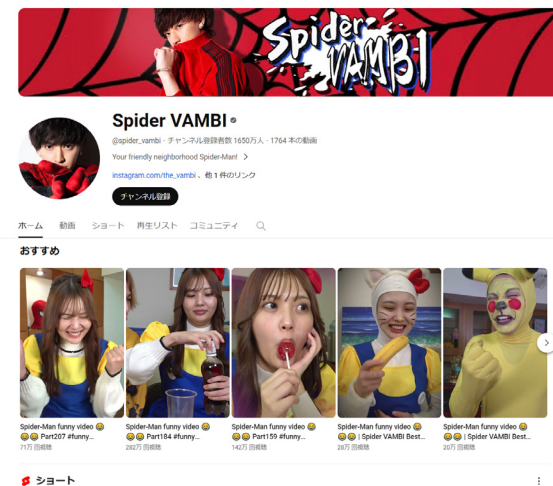 Spider
VAMBI
Spider VAMBI
@spider_vambi · チャンネル登録者数 1650万人 · 1764 本の動画
Your friendly neighborhood Spider-Man!
instagram.com/the_vambi 、他 1 件のリンク
チャンネル登録
ホーム 動画 ショート 再生リスト コミュニティ
おすすめ
Spider-Man funny video 😂 😂😂 Part207 #funny...
71万 回視聴
Spider-Man funny video 😂 😂😂 Part184 #funny...
282万 回視聴
Spider-Man funny video 😂 😂😂 Part159 #funny...
142万 回視聴
Spider-Man funny video 😂 😂😂 | Spider VAMBI Best...
28万 回視聴
Spider-Man funny video 😂 😂😂 | Spider VAMBI Best...
20万 回視聴
ショート